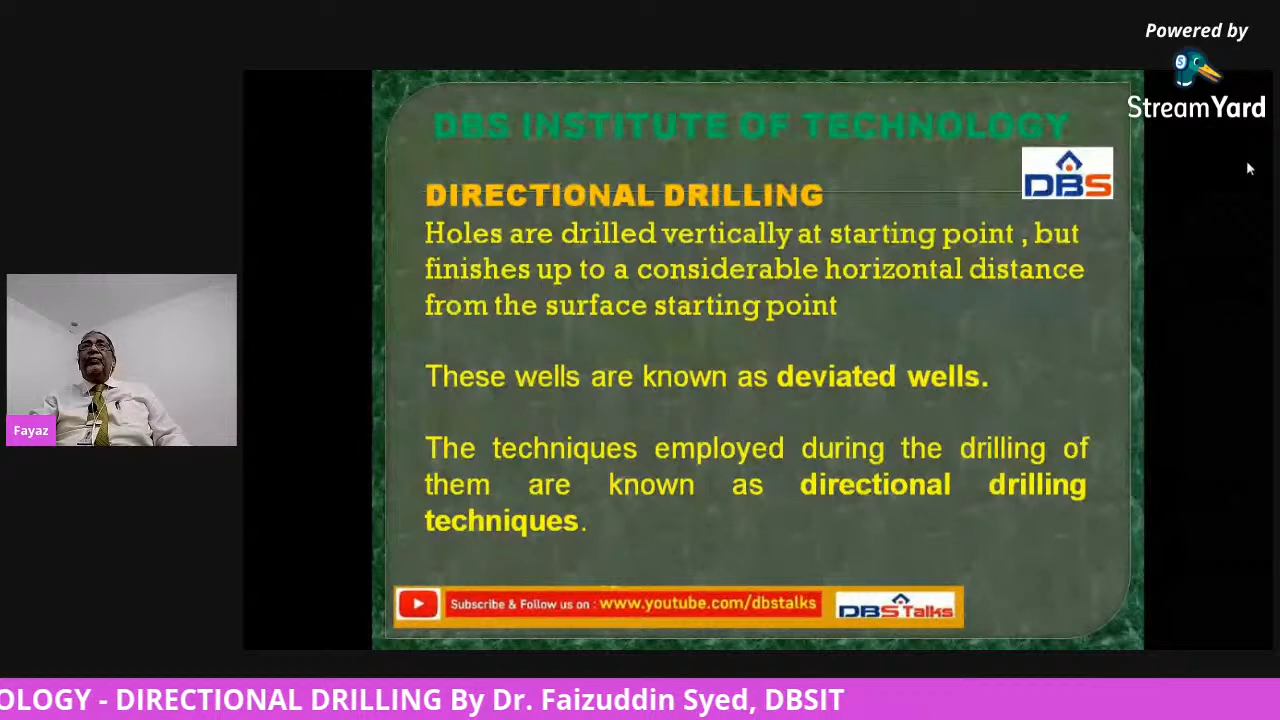 Powered by
StreamYard
DBS INSTITUTE OF TECHNOLOGY
DBS
DIRECTIONAL DRILLING
Holes are drilled vertically at starting point , but
finishes up to a considerable horizontal distance
from the surface starting point
These wells are known as deviated wells.
The techniques employed during the drilling of
them are known as directional drilling
techniques.
Fayaz
Subscribe & Follow us on : www.youtube.com/dbstalks
DBS Talks
OLOGY - DIRECTIONAL DRILLING By Dr. Faizuddin Syed, DBSIT